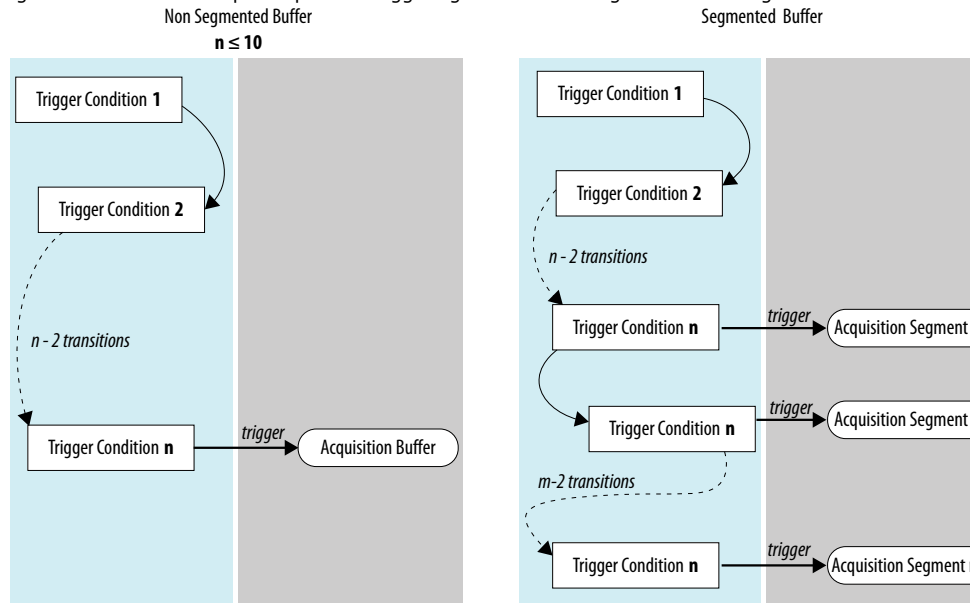 Non Segmented Buffer
n ≤ 10
Trigger Condition 1
Trigger Condition 2
n - 2 transitions
Trigger Condition n
trigger
Acquisition Buffer
Segmented Buffer
Trigger Condition 1
Trigger Condition 2
n - 2 transitions
Trigger Condition n
trigger
Acquisition Segment
Trigger Condition n
trigger
Acquisition Segment
m-2 transitions
Trigger Condition n
trigger
Acquisition Segment